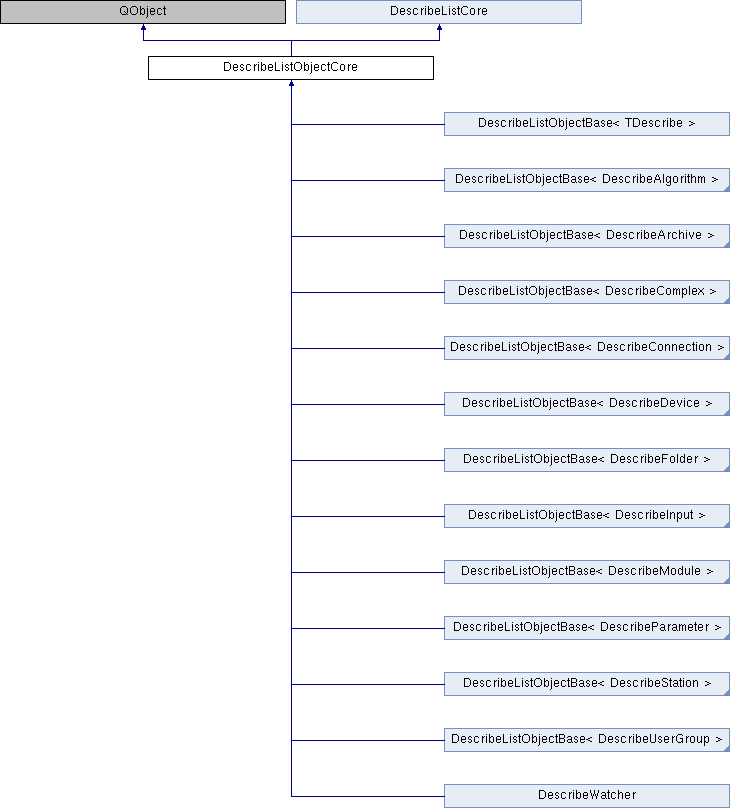 QObject
DescribeListCore
DescribeListObjectCore
DescribeListObjectBase< TDescribe >
DescribeListObjectBase< DescribeAlgorithm >
DescribeListObjectBase< DescribeArchive >
DescribeListObjectBase< DescribeComplex >
DescribeListObjectBase< DescribeConnection >
DescribeListObjectBase< DescribeDevice >
DescribeListObjectBase< DescribeFolder >
DescribeListObjectBase< DescribeInput >
DescribeListObjectBase< DescribeModule >
DescribeListObjectBase< DescribeParameter >
DescribeListObjectBase< DescribeStation >
DescribeListObjectBase< DescribeUserGroup >
DescribeWatcher